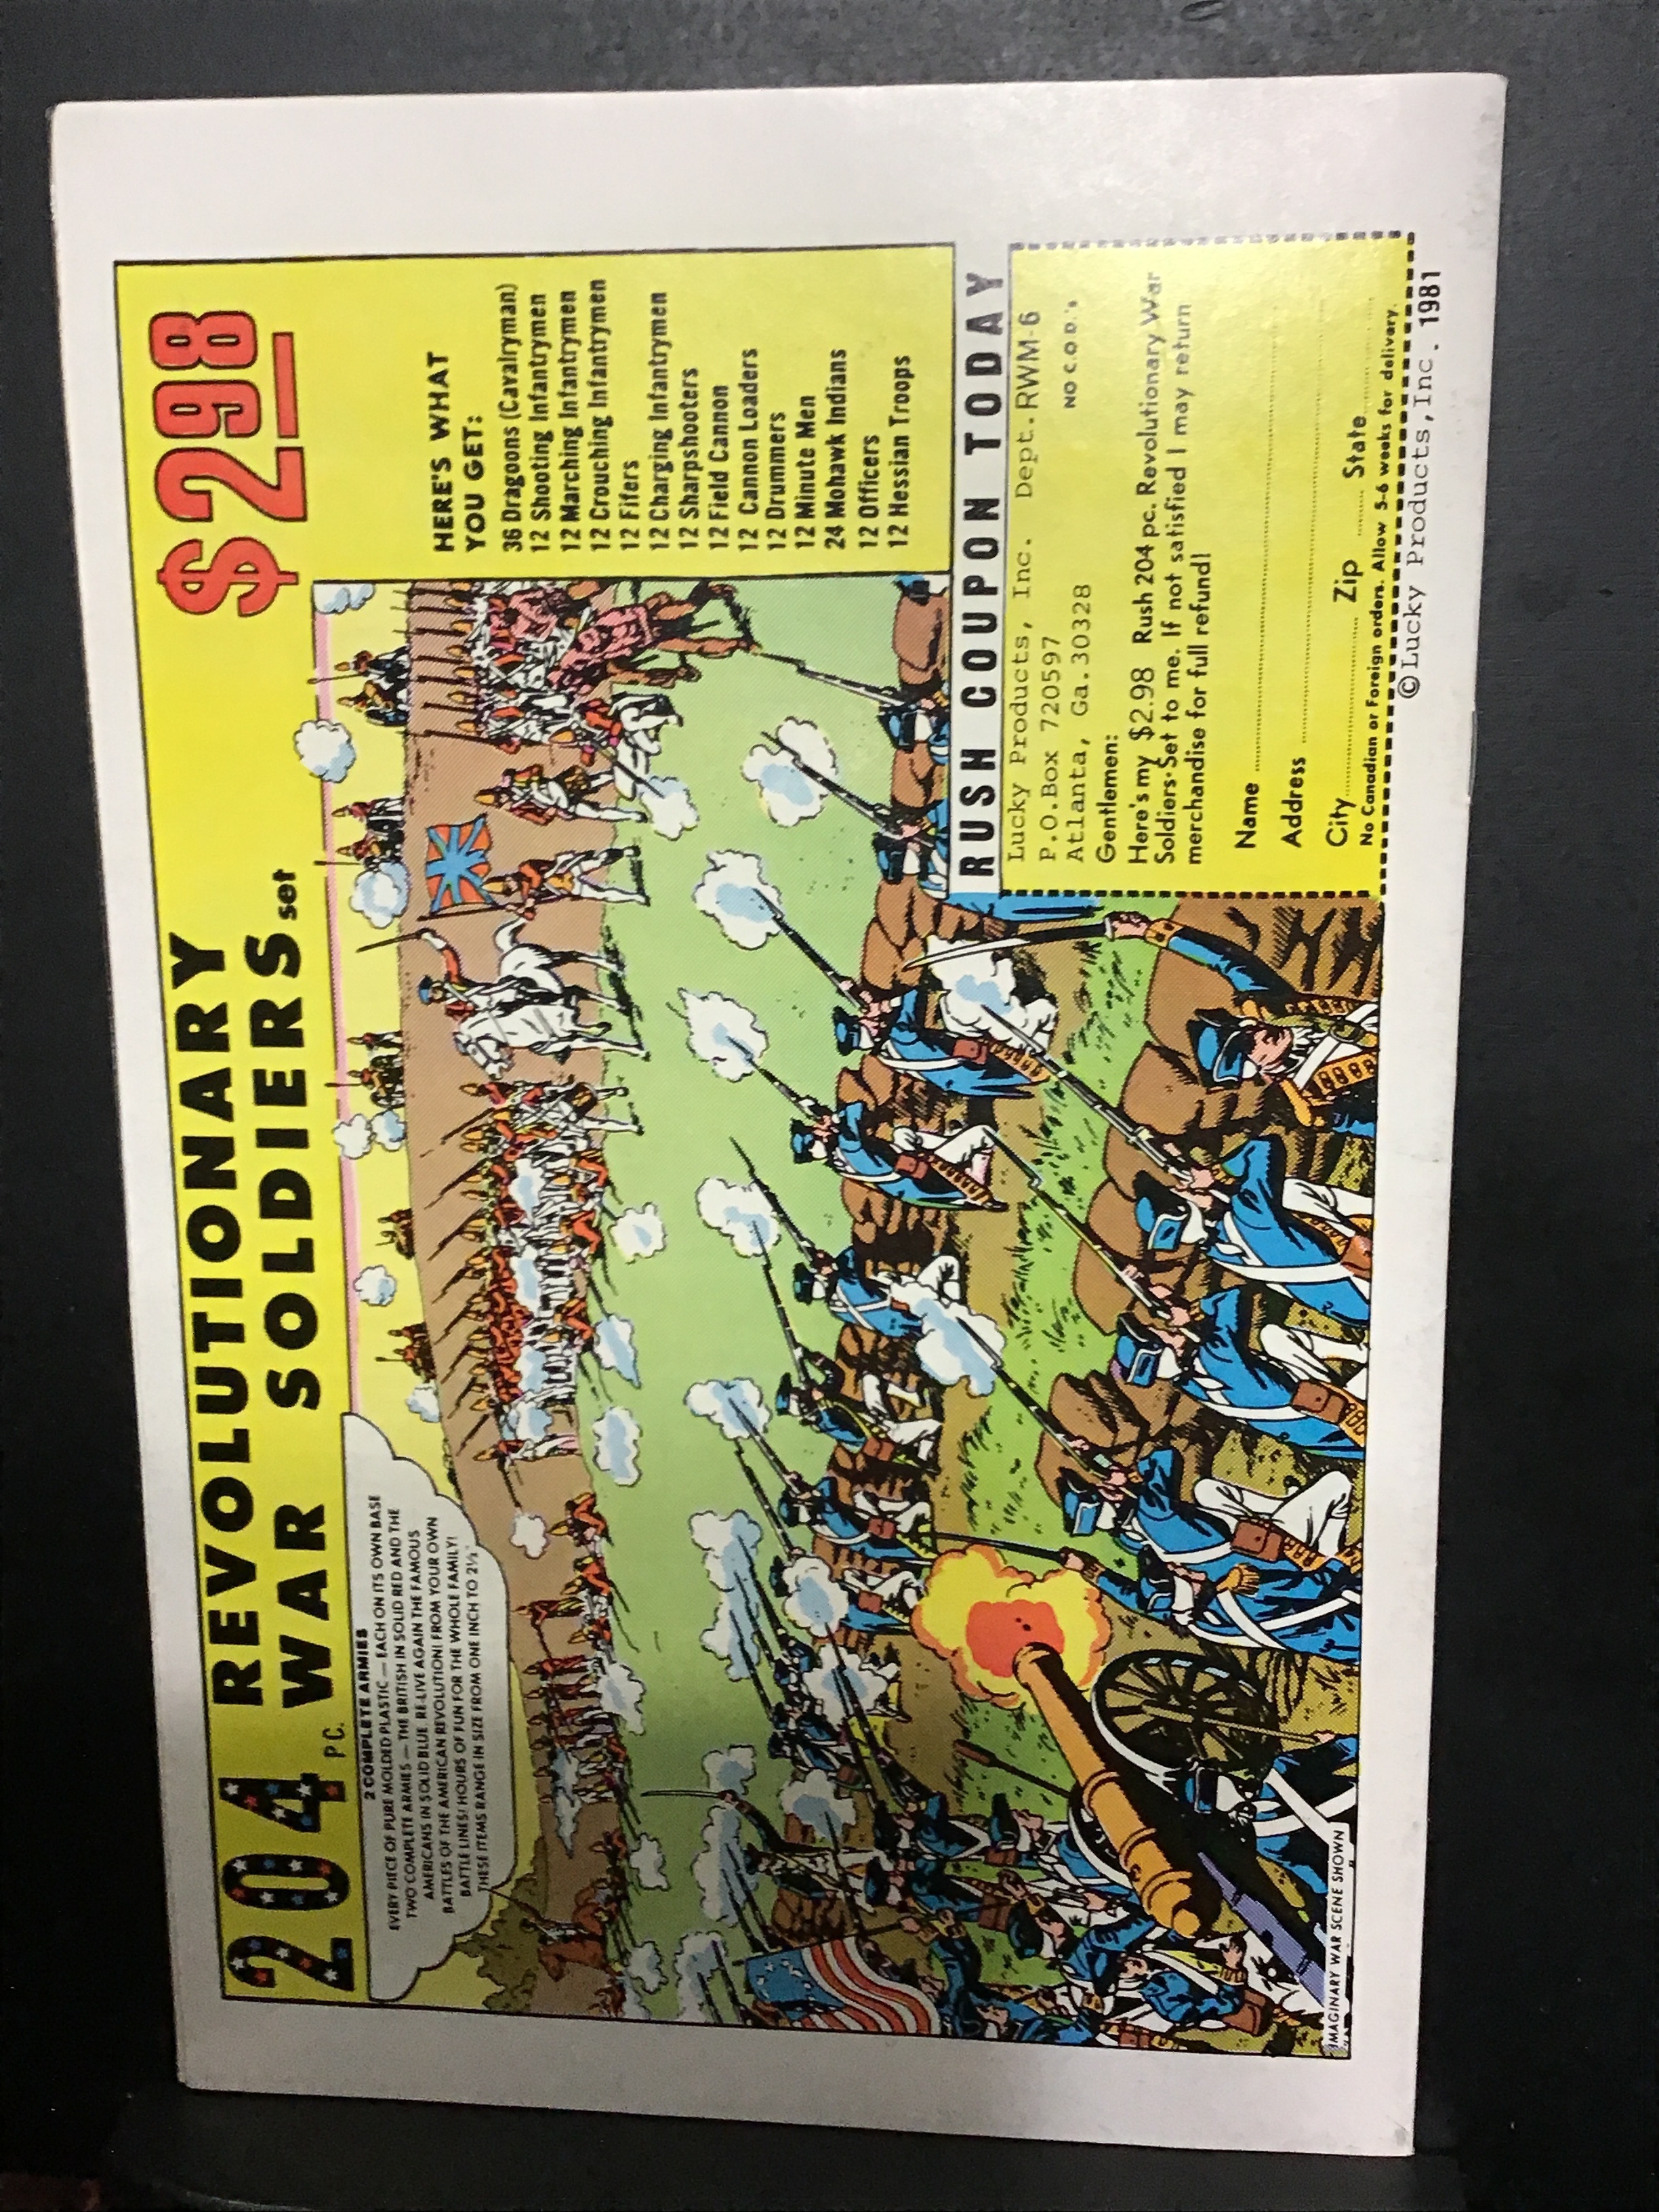 204 PC. REVOLUTIONARY
WAR SOLDIERS set
$2.98
2 COMPLETE ARMIES
EVERY PIECE OF PURE MOLDED PLASTIC — EACH ON ITS OWN BASE
TWO COMPLETE ARMIES — THE BRITISH IN SOLID RED AND THE
AMERICANS IN SOLID BLUE. RE-LIVE AGAIN THE FAMOUS
BATTLES OF THE AMERICAN REVOLUTION! FROM YOUR OWN
BATTLE LINES! HOURS OF FUN FOR THE WHOLE FAMILY!
THESE ITEMS RANGE IN SIZE FROM ONE INCH TO 2⅓"
HERE'S WHAT
YOU GET:
36 Dragoons (Cavalryman)
12 Shooting Infantrymen
12 Marching Infantrymen
12 Crouching Infantrymen
12 Fifers
12 Charging Infantrymen
12 Sharpshooters
12 Field Cannon
12 Cannon Loaders
12 Drummers
12 Minute Men
24 Mohawk Indians
12 Officers
12 Hessian Troops
RUSH COUPON TODAY
Lucky Products, Inc. Dept. RWM-6
P.O.Box 720597
Atlanta, Ga. 30328
NO C.O.D.'s
Gentlemen:
Here's my $2.98 Rush 204 pc. Revolutionary War
Soldiers Set to me. If not satisfied I may return
merchandise for full refund!
Name
Address
City Zip State
No Canadian or Foreign orders. Allow 5-6 weeks for delivery.
© Lucky Products, Inc. 1981
IMAGINARY WAR SCENE SHOWN